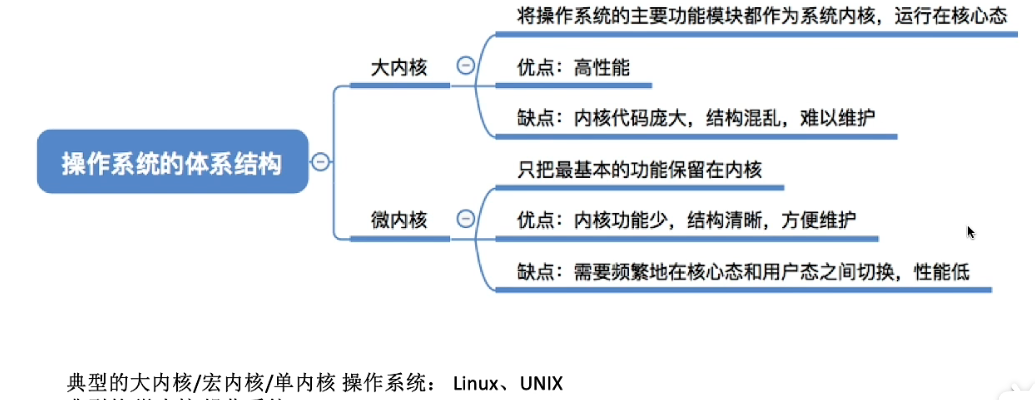 将操作系统的主要功能模块都作为系统内核，运行在核心态
大内核
优点：高性能
缺点：内核代码庞大，结构混乱，难以维护
操作系统的体系结构
只把最基本的功能保留在内核
微内核
优点：内核功能少，结构清晰，方便维护
缺点：需要频繁地在核心态和用户态之间切换，性能低
典型的大内核/宏内核/单内核 操作系统： Linux、UNIX